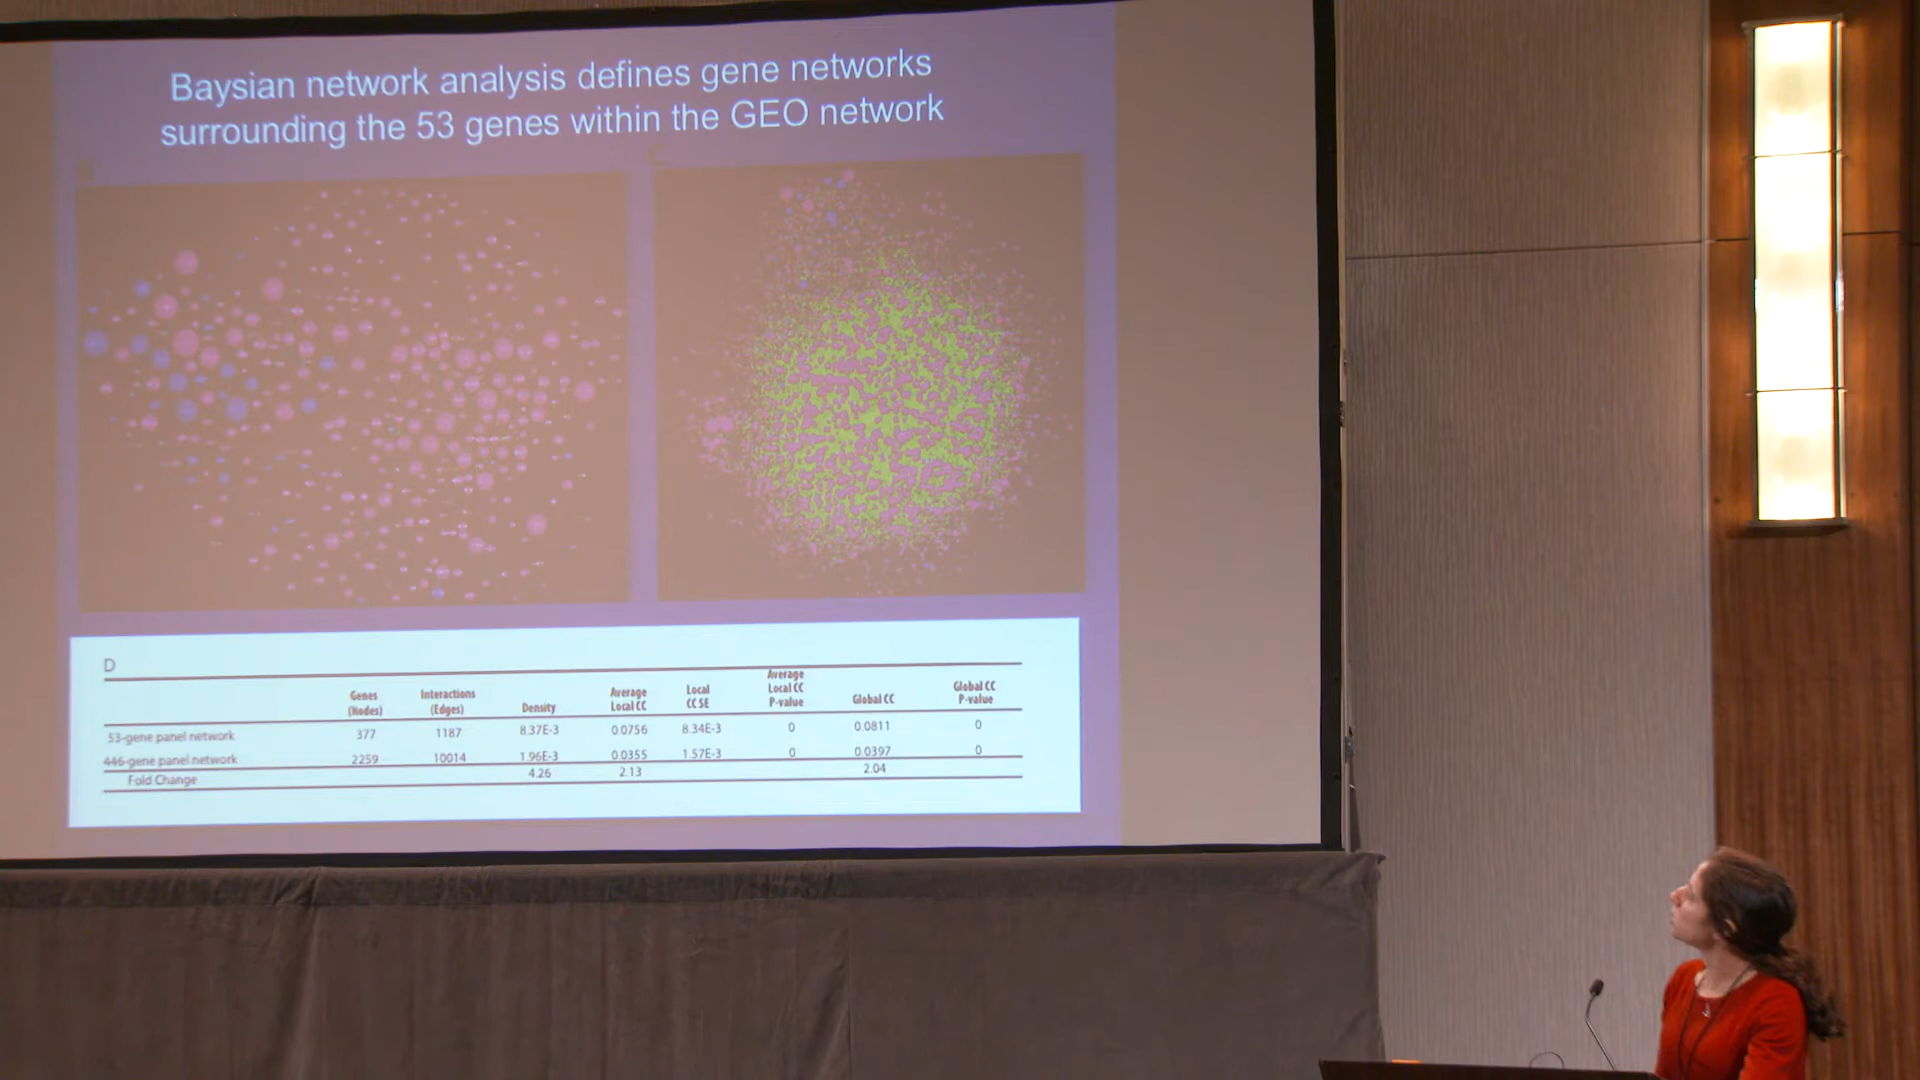 Baysian network analysis defines gene networks
surrounding the 53 genes within the GEO network
D
Genes (Nodes) Interactions (Edges) Density Average Local CC Local CC SE Average Local CC P-value Global CC Global CC P-value
53-gene panel network 377 1187 8.37E-3 0.0756 8.34E-3 0 0.0811 0
446-gene panel network 2259 10014 1.96E-3 0.0355 1.57E-3 0 0.0397 0
Fold Change 4.26 2.13 2.04